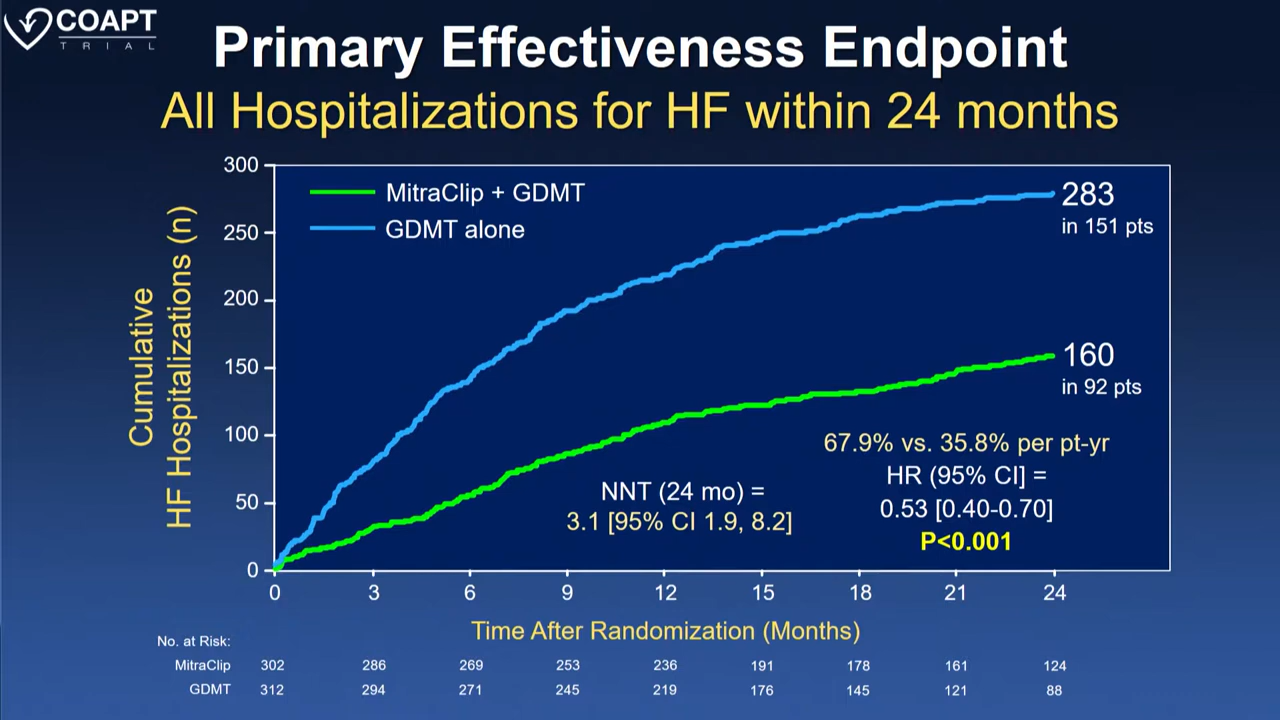 COAPT
TRIAL
Primary Effectiveness Endpoint
All Hospitalizations for HF within 24 months
Cumulative
HF Hospitalizations (n)
300
250
200
150
100
50
0
MitraClip + GDMT
GDMT alone
283
in 151 pts
160
in 92 pts
67.9% vs. 35.8% per pt-yr
HR (95% CI] =
0.53 [0.40-0.70]
P<0.001
NNT (24 mo) =
3.1 [95% CI 1.9, 8.2]
0 3 6 9 12 15 18 21 24
Time After Randomization (Months)
No. at Risk:
MitraClip 302 286 269 253 236 191 178 161 124
GDMT 312 294 271 245 219 176 145 121 88